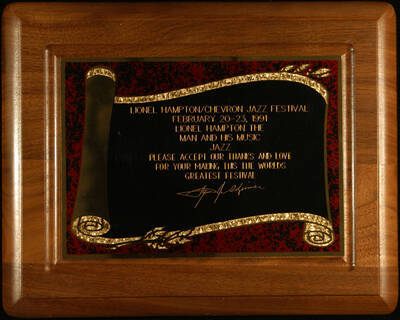 LIONEL HAMPTON/CHEVRON JAZZ FESTIVAL
FEBRUARY 20-23, 1991
LIONEL HAMPTON THE
MAN AND HIS MUSIC
JAZZ
PLEASE ACCEPT OUR THANKS AND LOVE
FOR YOUR MAKING THIS THE WORLDS
GREATEST FESTIVAL